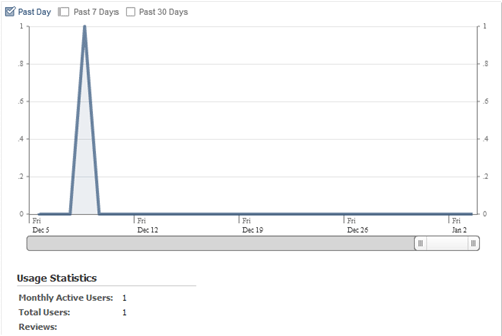 Past Day Past 7 Days Past 30 Days
1 1
.8 .8
.6 .6
.4 .4
.2 .2
0 0
Fri Fri Fri Fri Fri
Dec 5 Dec 12 Dec 19 Dec 26 Jan 2
Usage Statistics
Monthly Active Users: 1
Total Users: 1
Reviews: